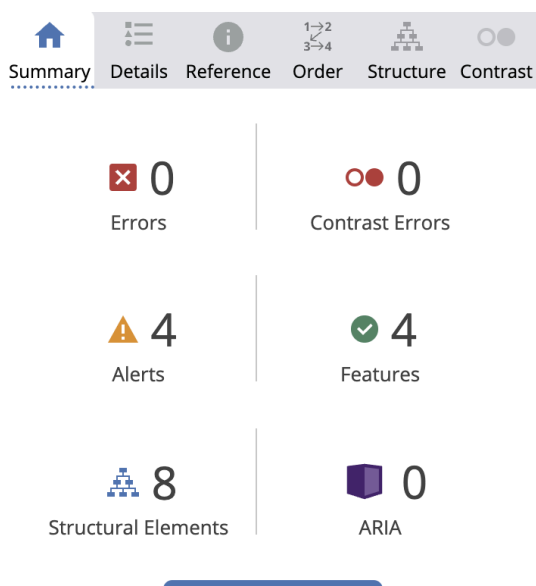 1→2
3→4
Summary Details Reference Order Structure Contrast
0 0
Errors Contrast Errors
4 4
Alerts Features
8 0
Structural Elements ARIA